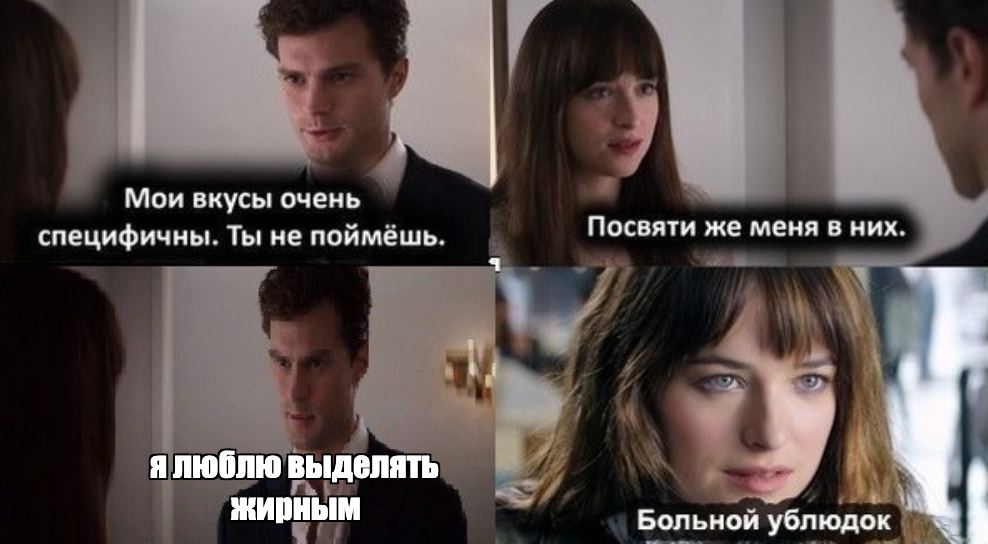 Мои вкусы очень
специфичны. Ты не поймёшь.
Посвяти же меня в них.
я
я люблю выделять
жирным
Больной ублюдок